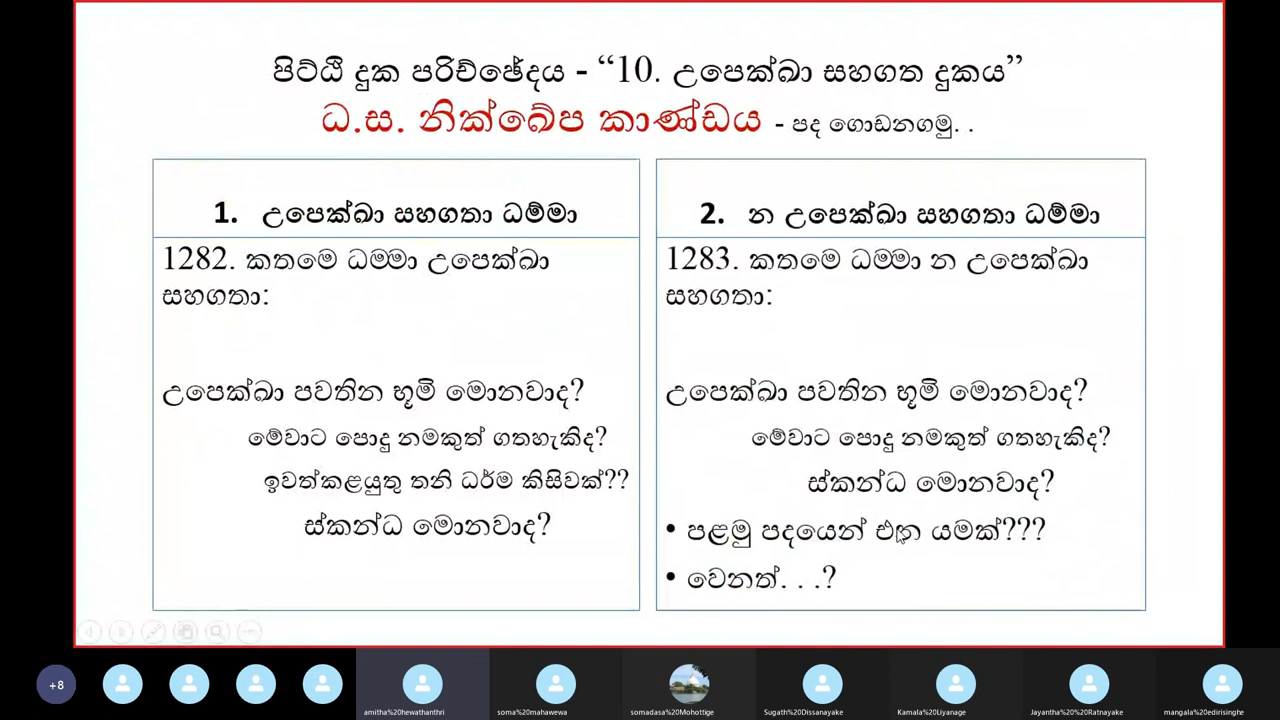 පිට්ඨි දුක පරිච්ඡේදය - “10. උපෙක්ඛා සහගත දුකය”
ධ.ස. නික්ඛේප කාණ්ඩය - පද ගොඩනගමු. .
1. උපෙක්ඛා සහගතා ධම්මා
1282. කතමෙ ධම්මා උපෙක්ඛා
සහගතා:
උපෙක්ඛා පවතින භූමි මොනවාද?
මේවාට පොදු නමකුත් ගතහැකිද?
ඉවත්කළයුතු තනි ධර්ම කිසිවක්??
ස්කන්ධ මොනවාද?
2. න උපෙක්ඛා සහගතා ධම්මා
1283. කතමෙ ධම්මා න උපෙක්ඛා
සහගතා:
උපෙක්ඛා පවතින භූමි මොනවාද?
මේවාට පොදු නමකුත් ගතහැකිද?
ස්කන්ධ මොනවාද?
• පළමු පදයෙන් එන යමක්???
• වෙනත්. . .?
+8
amitha%20hewathanthri
soma%20mahawewa
somadasa%20Mohottige
Sugath%20Dissanayake
Kamala%20Liyanage
Jayantha%20Ratnayake
mangala%20edirisinghe